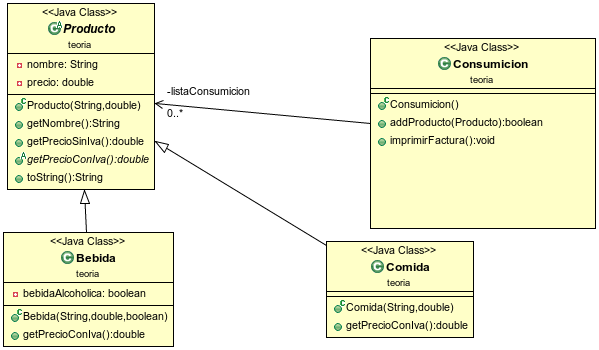 <<Java Class>>
Producto
teoria
nombre: String
precio: double
Producto(String,double)
getNombre():String
getPrecioSinIva():double
getPrecioConIva():double
toString():String
-listaConsumicion
0..*
<<Java Class>>
Consumicion
teoria
Consumicion()
addProducto(Producto):boolean
imprimirFactura():void
<<Java Class>>
Bebida
teoria
bebidaAlcoholica: boolean
Bebida(String,double,boolean)
getPrecioConIva():double
<<Java Class>>
Comida
teoria
Comida(String,double)
getPrecioConIva():double